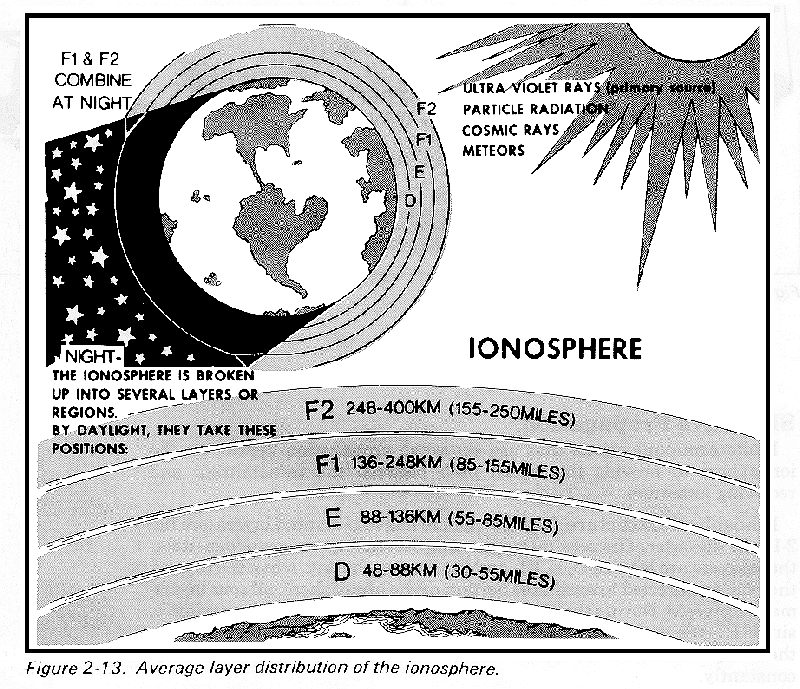 F1 & F2
COMBINE
AT NIGHT
ULTRA VIOLET RAYS (primary source)
PARTICLE RADIATION
COSMIC RAYS
METEORS
F2
F1
E
D
IONOSPHERE
NIGHT-
THE IONOSPHERE IS BROKEN
UP INTO SEVERAL LAYERS OR
REGIONS.
BY DAYLIGHT, THEY TAKE THESE
POSITIONS:
F2 248-400KM (155-250MILES)
F1 136-248KM (85-155MILES)
E 88-136KM (55-85MILES)
D 48-88KM (30-55MILES)
Figure 2-13. Average layer distribution of the ionosphere.